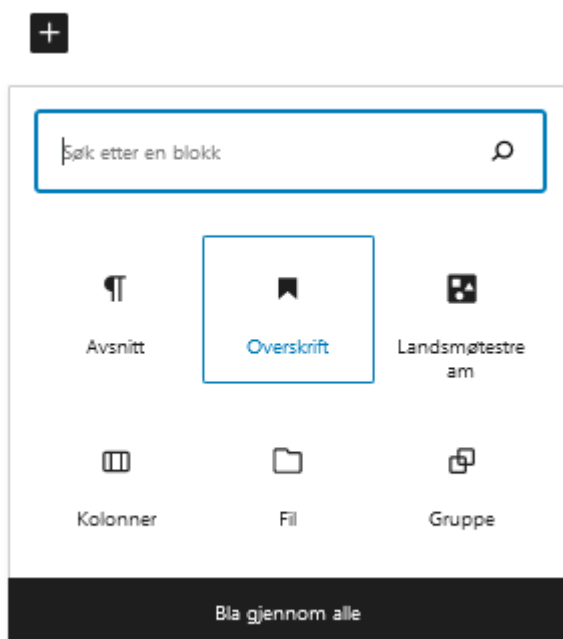 Søk etter en blokk
Avsnitt
Overskrift
Landsmøtestre
am
Kolonner
Fil
Gruppe
Bla gjennom alle